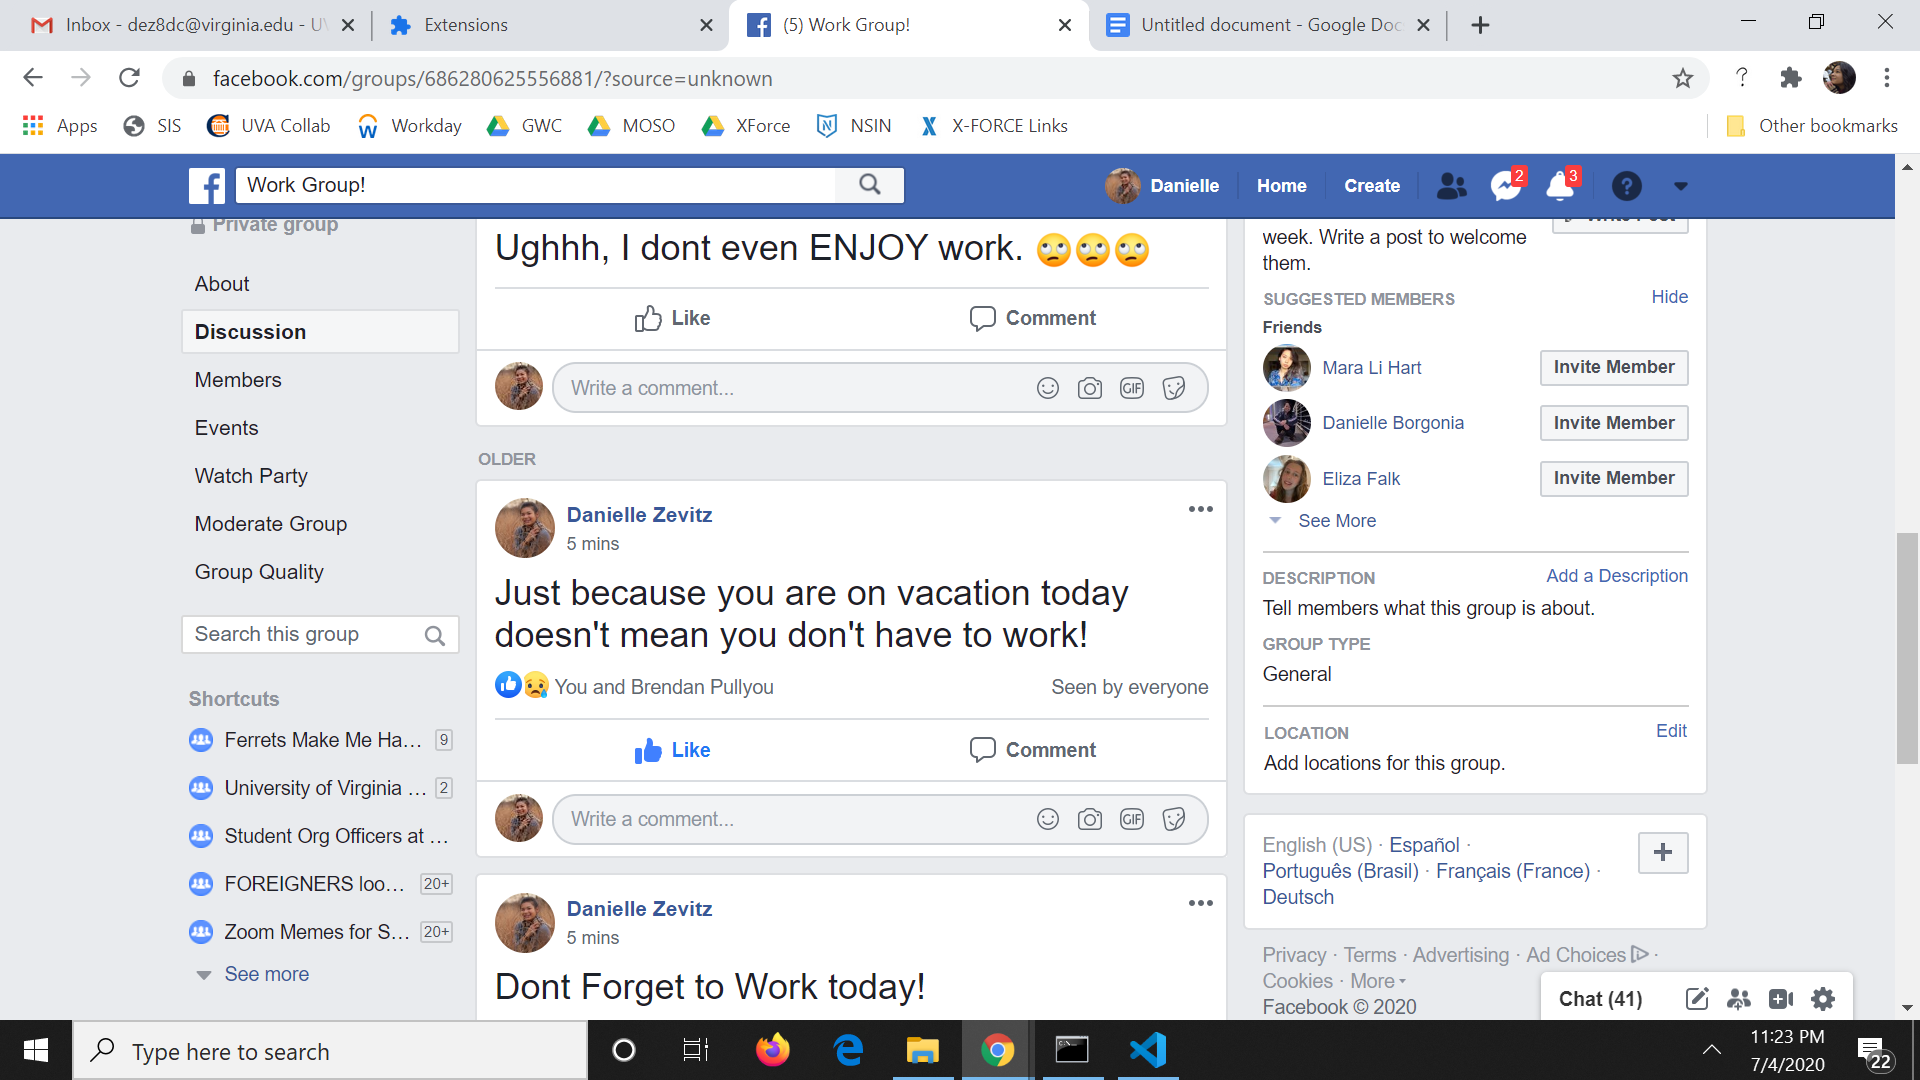 Inbox - dez8dc@virginia.edu - U
Extensions
(5) Work Group!
Untitled document - Google Doc
facebook.com/groups/686280625556881/?source=unknown
Apps
SIS
UVA Collab
Workday
GWC
MOSO
XForce
NSIN
X-FORCE Links
Other bookmarks
Work Group!
Danielle
Home
Create
2
3
Private group
About
Discussion
Members
Events
Watch Party
Moderate Group
Group Quality
Search this group
Shortcuts
Ferrets Make Me Ha... 9
University of Virginia ... 2
Student Org Officers at ...
FOREIGNERS loo... 20+
Zoom Memes for S... 20+
See more
Ughhh, I dont even ENJOY work. 🙄🙄🙄
Like
Comment
Write a comment...
GIF
OLDER
Danielle Zevitz
5 mins
Just because you are on vacation today
doesn't mean you don't have to work!
You and Brendan Pullyou
Seen by everyone
Like
Comment
Write a comment...
GIF
Danielle Zevitz
5 mins
Dont Forget to Work today!
week. Write a post to welcome
them.
SUGGESTED MEMBERS
Hide
Friends
Mara Li Hart
Invite Member
Danielle Borgonia
Invite Member
Eliza Falk
Invite Member
See More
DESCRIPTION
Add a Description
Tell members what this group is about.
GROUP TYPE
General
LOCATION
Edit
Add locations for this group.
English (US) · Español ·
Português (Brasil) · Français (France) ·
Deutsch
Privacy · Terms · Advertising · Ad Choices ·
Cookies · More
Facebook © 2020
Chat (41)
Type here to search
11:23 PM
7/4/2020
22